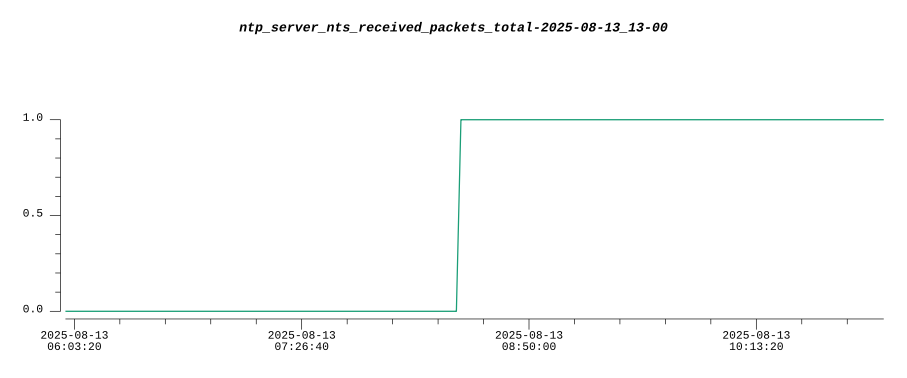 ntp_server_nts_received_packets_total-2025-08-13_13-00
1.0
0.5
0.0
2025-08-13 2025-08-13 2025-08-13 2025-08-13
06:03:20 07:26:40 08:50:00 10:13:20